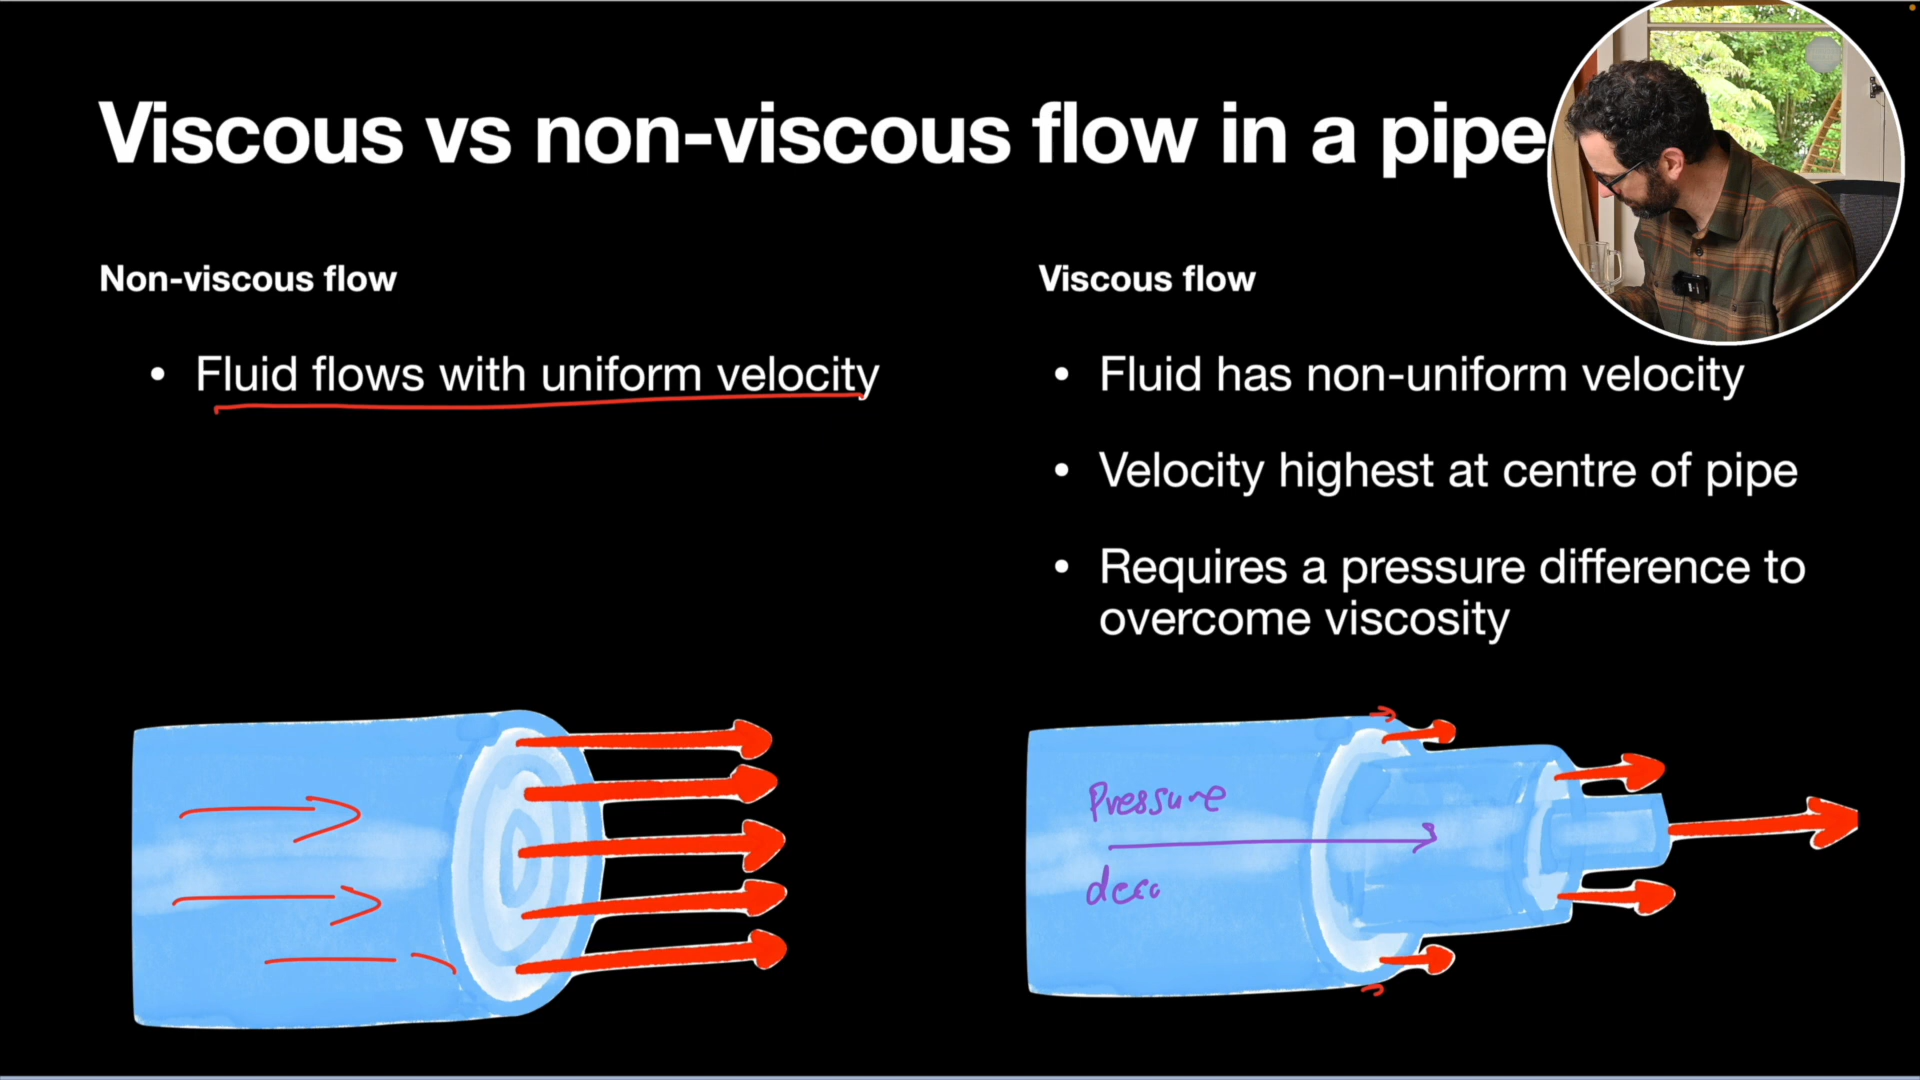 Viscous vs non-viscous flow in a pipe
Non-viscous flow
• Fluid flows with uniform velocity
Viscous flow
• Fluid has non-uniform velocity
• Velocity highest at centre of pipe
• Requires a pressure difference to
overcome viscosity
Pressure